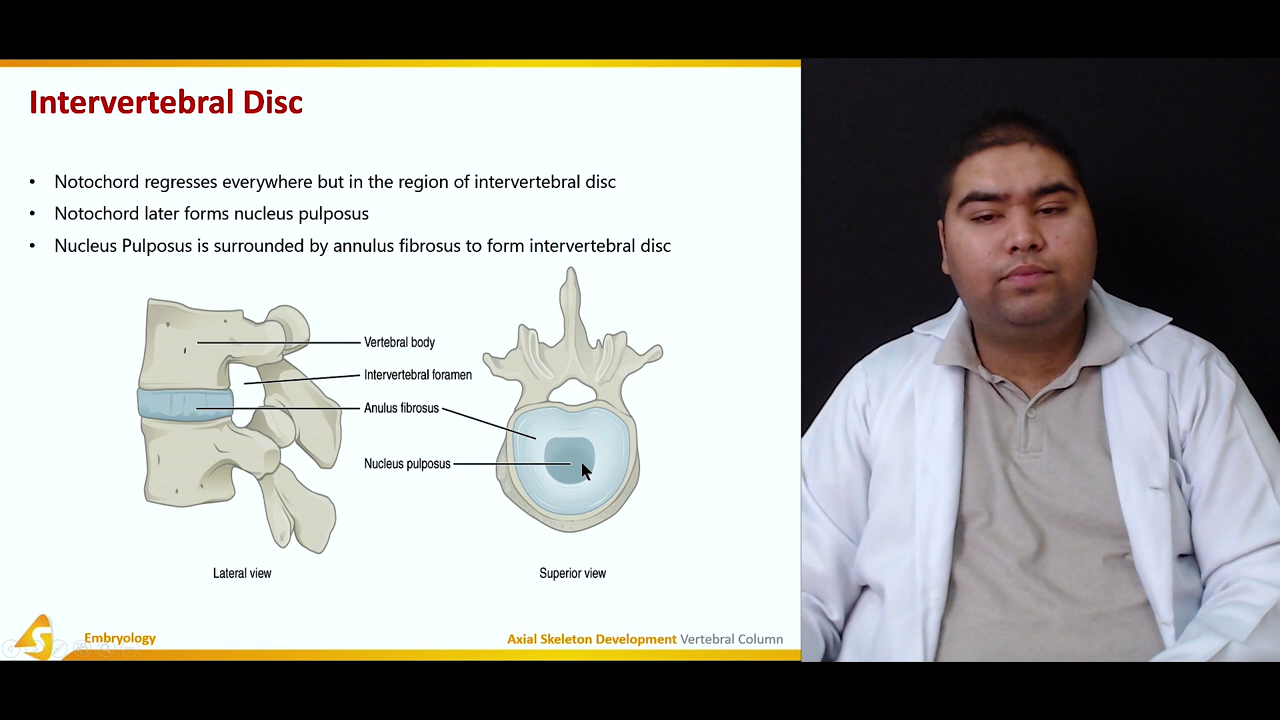 Intervertebral Disc
• Notochord regresses everywhere but in the region of intervertebral disc
• Notochord later forms nucleus pulposus
• Nucleus Pulposus is surrounded by annulus fibrosus to form intervertebral disc
Vertebral body
Intervertebral foramen
Anulus fibrosus
Nucleus pulposus
Lateral view
Superior view
S
Embryology
Axial Skeleton Development Vertebral Column